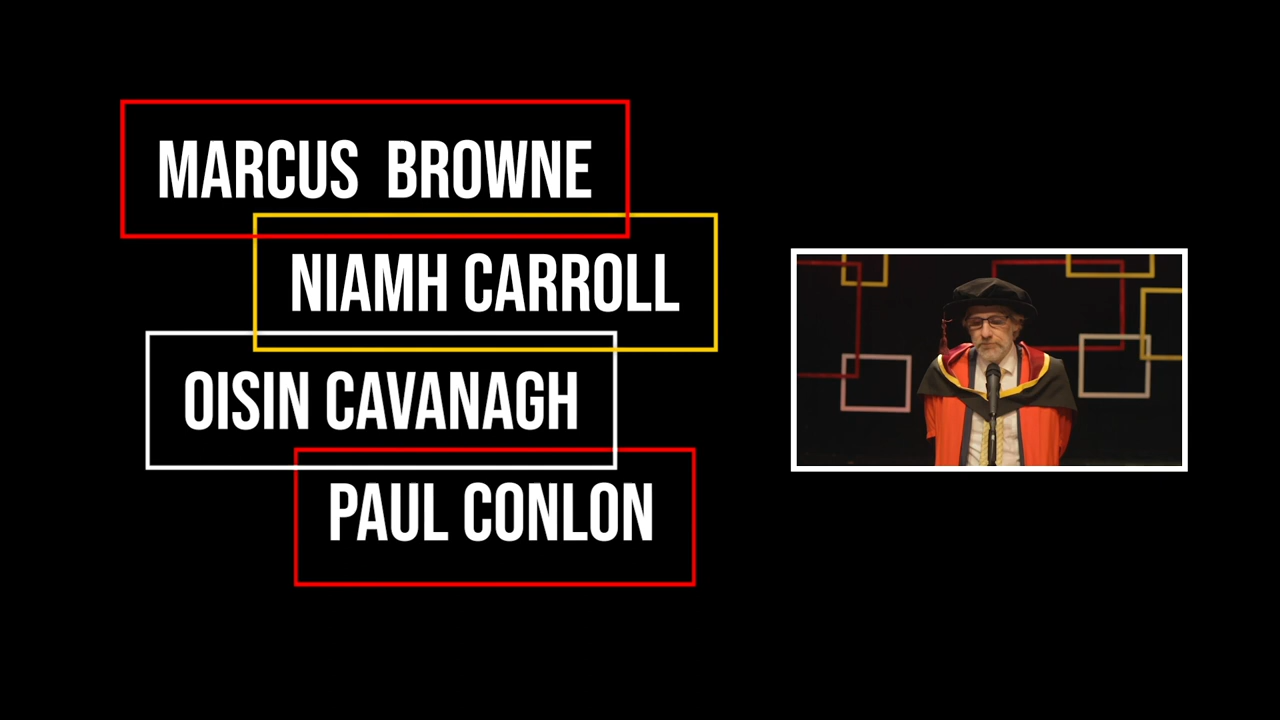 MARCUS BROWNE
NIAMH CARROLL
OISIN CAVANAGH
PAUL CONLON